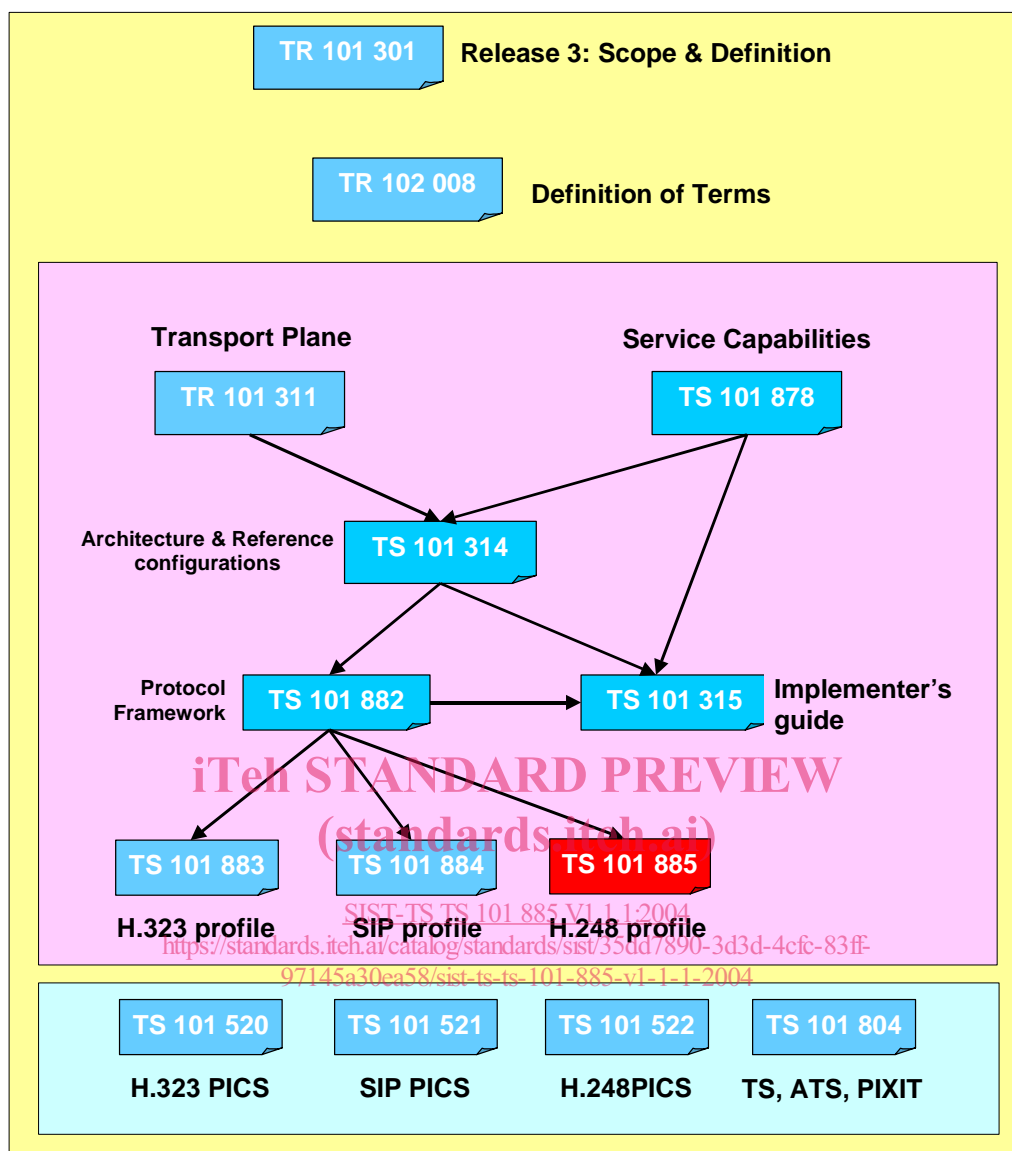 TR 101 301
Release 3: Scope & Definition
TR 102 008
Definition of Terms
Transport Plane
Service Capabilities
TR 101 311
TS 101 878
Architecture & Reference
configurations
TS 101 314
Protocol
Framework
TS 101 882
TS 101 315
Implementer’s
guide
iTeh STANDARD PREVIEW
(standards.iteh.ai)
TS 101 883
TS 101 884
TS 101 885
SIST-TS TS 101 885 V1.1.1:2004
H.323 profile
SIP profile
H.248 profile
https://standards.iteh.ai/catalog/standards/sist/35dd7890-3d3d-4cfc-83ff-
97145a30ea58/sist-ts-ts-101-885-v1-1-1-2004
TS 101 520
TS 101 521
TS 101 522
TS 101 804
H.323 PICS
SIP PICS
H.248PICS
TS, ATS, PIXIT